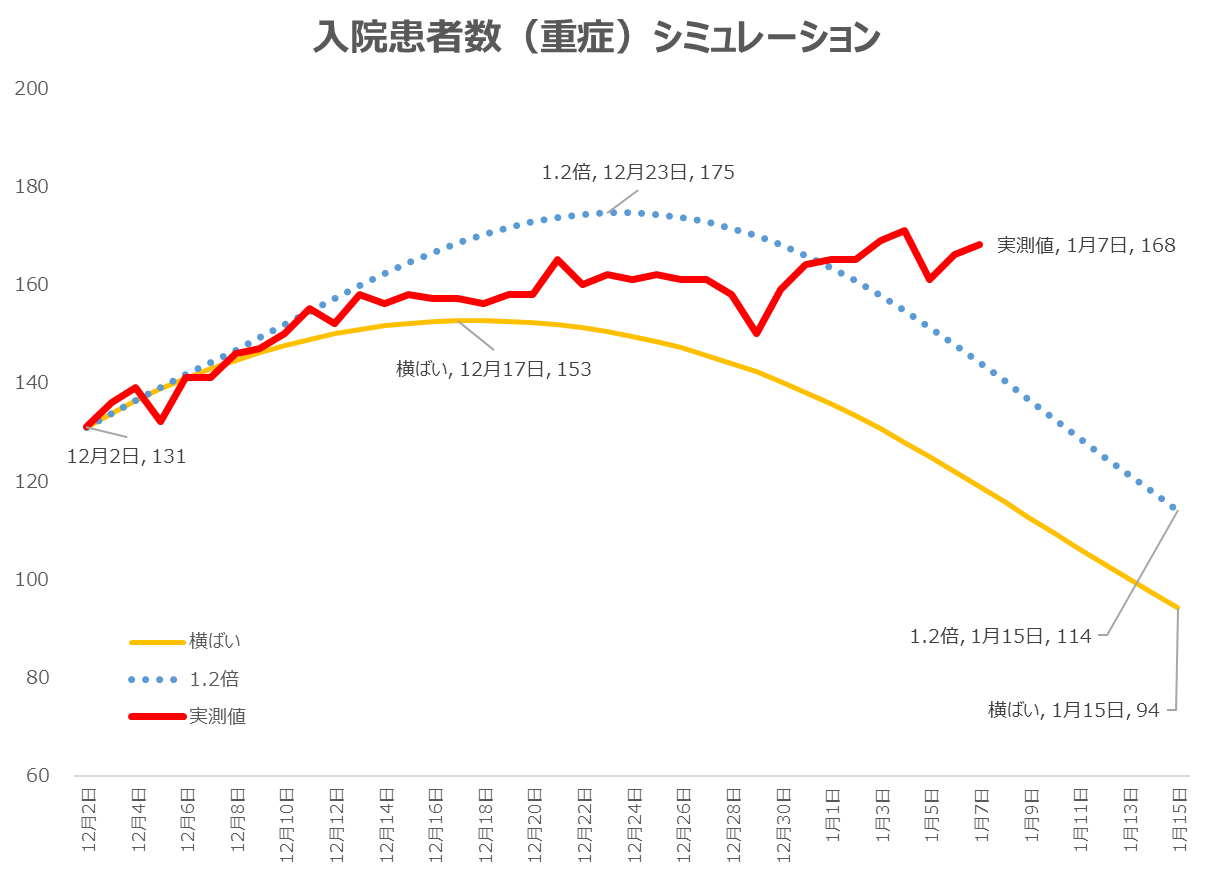 入院患者数（重症）シミュレーション
200
180
160
140
120
100
80
60
1.2倍, 12月23日, 175
実測値, 1月7日, 168
横ばい, 12月17日, 153
12月2日, 131
1.2倍, 1月15日, 114
横ばい, 1月15日, 94
横ばい
1.2倍
実測値
12月2日
12月4日
12月6日
12月8日
12月10日
12月12日
12月14日
12月16日
12月18日
12月20日
12月22日
12月24日
12月26日
12月28日
12月30日
1月1日
1月3日
1月5日
1月7日
1月9日
1月11日
1月13日
1月15日